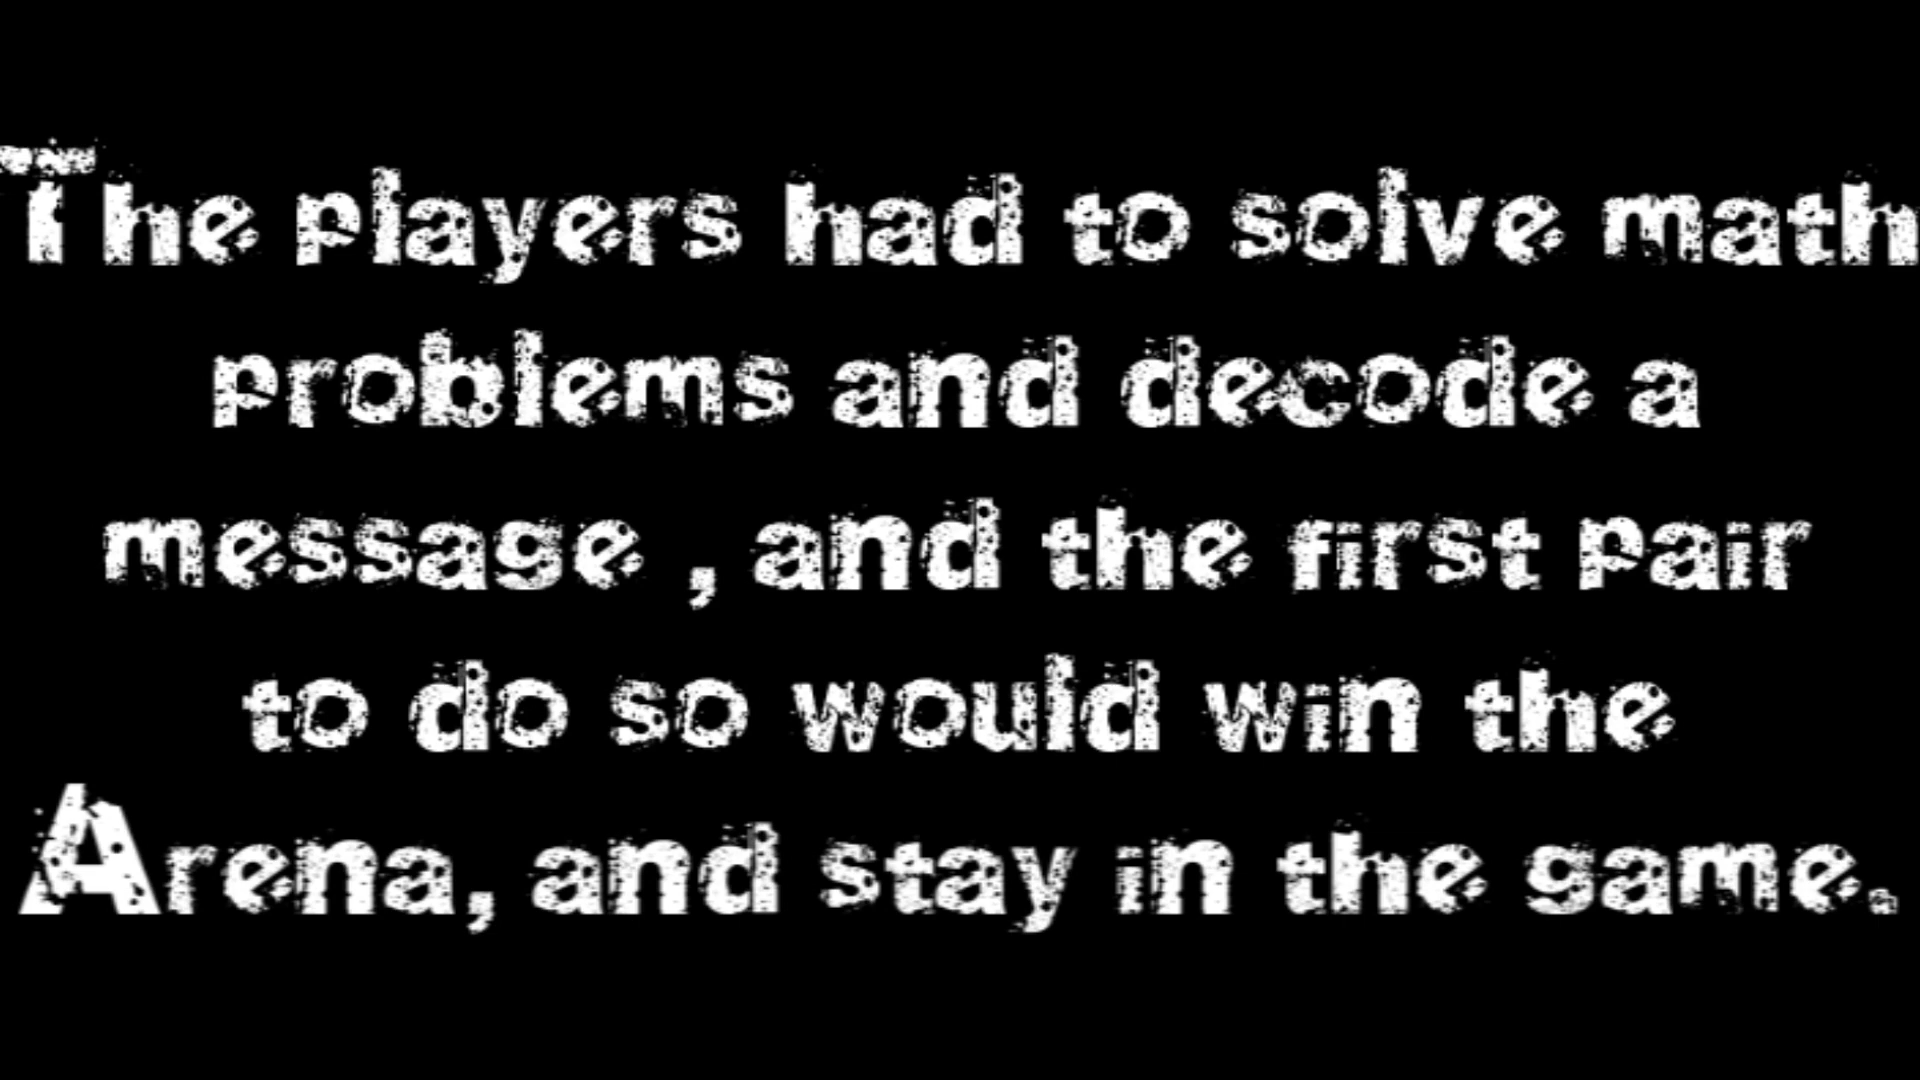 The players had to solve math
problems and decode a
message , and the first pair
to do so would win the
Arena, and stay in the game.